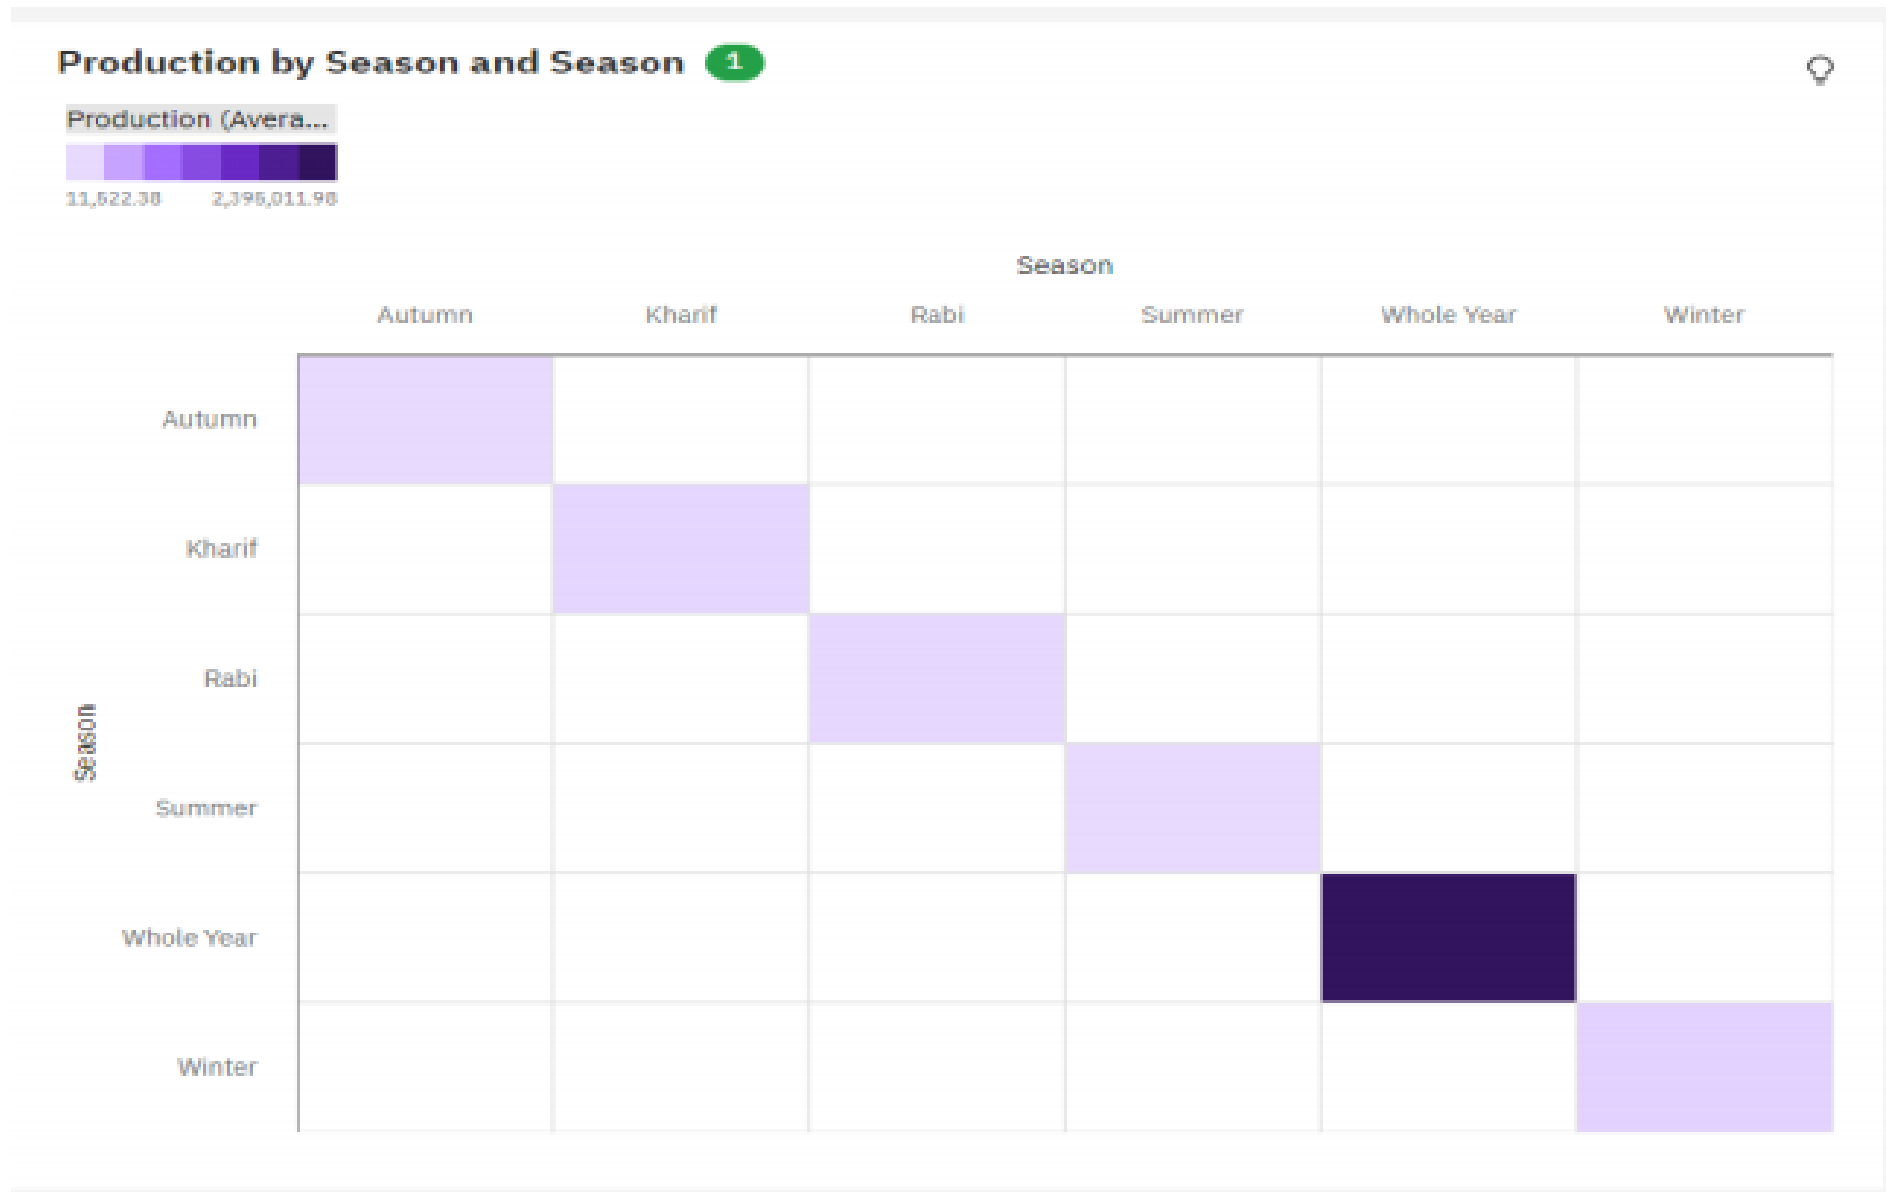 Production by Season and Season 1
Production (Avera...
11,522.38 2,395,011.98
Season
Autumn Kharif Rabi Summer Whole Year Winter
Autumn
Kharif
Rabi
Season
Summer
Whole Year
Winter